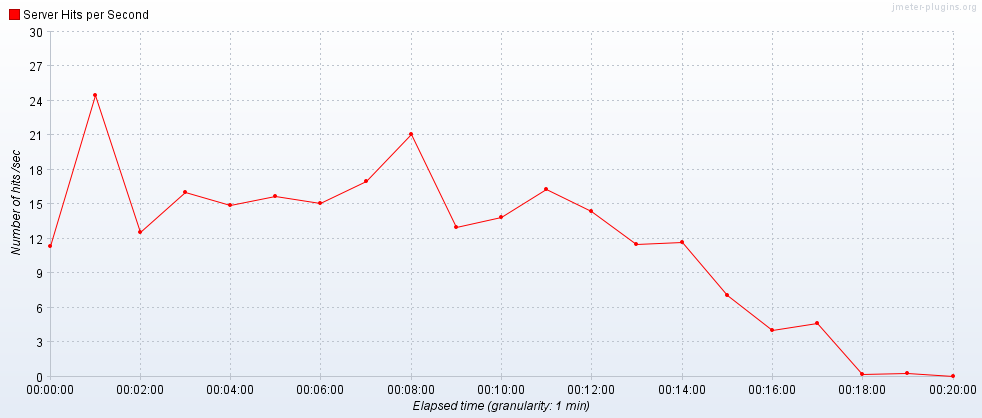 Server Hits per Second
jmeter-plugins.org
30
27
24
21
18
15
12
9
6
3
0
Number of hits /sec
00:00:00 00:02:00 00:04:00 00:06:00 00:08:00 00:10:00 00:12:00 00:14:00 00:16:00 00:18:00 00:20:00
Elapsed time (granularity: 1 min)